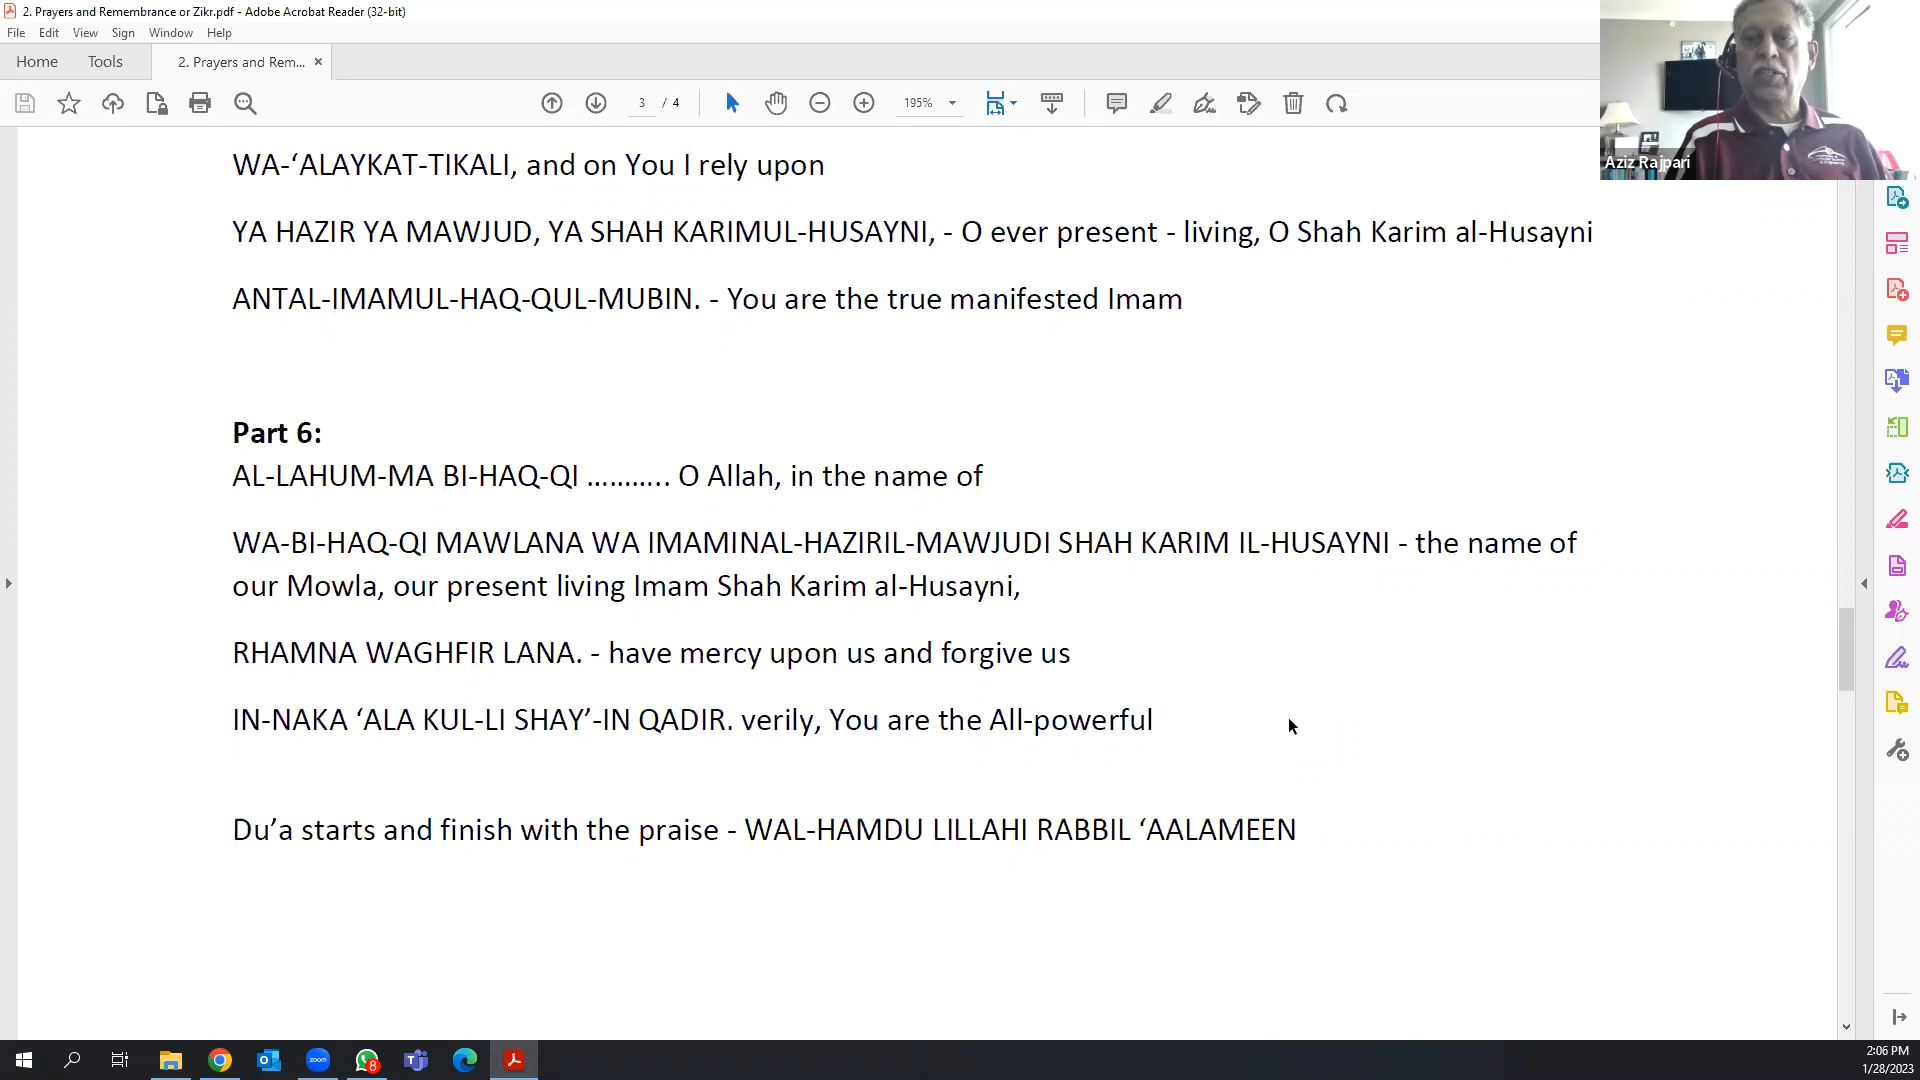 2. Prayers and Remembrance or Zikr.pdf - Adobe Acrobat Reader (32-bit)
File Edit View Sign Window Help
Home Tools 2. Prayers and Rem... ×
3 / 4 195%
Aziz Rajpari
WA-‘ALAYKAT-TIKALI, and on You I rely upon
YA HAZIR YA MAWJUD, YA SHAH KARIMUL-HUSAYNI, - O ever present - living, O Shah Karim al-Husayni
ANTAL-IMAMUL-HAQ-QUL-MUBIN. - You are the true manifested Imam
Part 6:
AL-LAHUM-MA BI-HAQ-QI ……….. O Allah, in the name of
WA-BI-HAQ-QI MAWLANA WA IMAMINAL-HAZIRIL-MAWJUDI SHAH KARIM IL-HUSAYNI - the name of
our Mowla, our present living Imam Shah Karim al-Husayni,
RHAMNA WAGHFIR LANA. - have mercy upon us and forgive us
IN-NAKA ‘ALA KUL-LI SHAY’-IN QADIR. verily, You are the All-powerful
Du’a starts and finish with the praise - WAL-HAMDU LILLAHI RABBIL ‘AALAMEEN
zoom
8
2:06 PM
1/28/2023